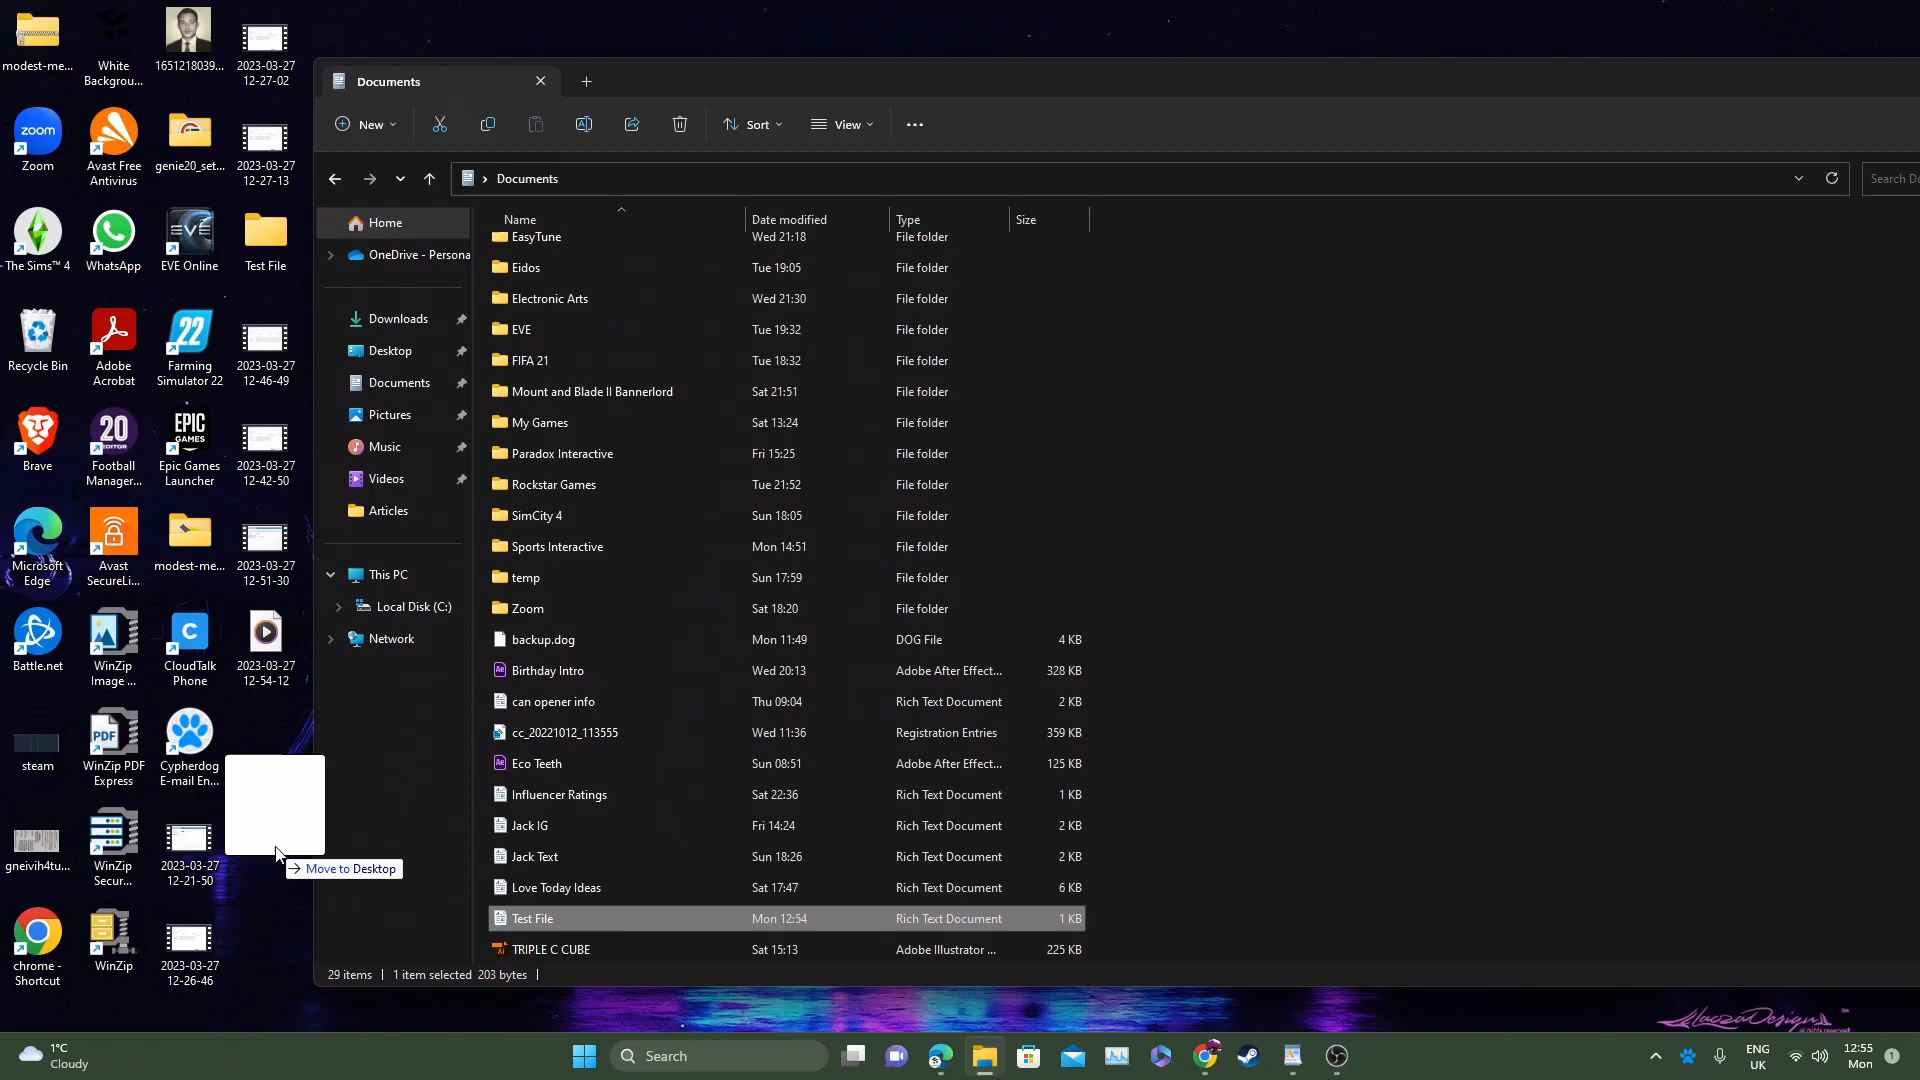 modest-me...
White
Backgrou...
1651218039...
2023-03-27
12-27-02
zoom
Zoom
Avast Free
Antivirus
genie20_set...
2023-03-27
12-27-13
The Sims™ 4
WhatsApp
EVE
EVE Online
Test File
Recycle Bin
Adobe
Acrobat
22
Farming
Simulator 22
2023-03-27
12-46-49
Brave
20
EDITOR
Football
Manager...
EPIC
GAMES
Epic Games
Launcher
2023-03-27
12-42-50
Microsoft
Edge
Avast
SecureLi...
modest-me...
2023-03-27
12-51-30
Battle.net
WinZip
Image ...
C
CloudTalk
Phone
2023-03-27
12-54-12
steam
PDF
WinZip PDF
Express
Cypherdog
E-mail En...
gneivih4tu...
WinZip
Secur...
2023-03-27
12-21-50
chrome -
Shortcut
WinZip
2023-03-27
12-26-46
Move to Desktop
Documents
New
Sort
View
Documents
Search Do
Home
OneDrive - Persona
Downloads
Desktop
Documents
Pictures
Music
Videos
Articles
This PC
Local Disk (C:)
Network
Name Date modified Type Size
EasyTune Wed 21:18 File folder
Eidos Tue 19:05 File folder
Electronic Arts Wed 21:30 File folder
EVE Tue 19:32 File folder
FIFA 21 Tue 18:32 File folder
Mount and Blade II Bannerlord Sat 21:51 File folder
My Games Sat 13:24 File folder
Paradox Interactive Fri 15:25 File folder
Rockstar Games Tue 21:52 File folder
SimCity 4 Sun 18:05 File folder
Sports Interactive Mon 14:51 File folder
temp Sun 17:59 File folder
Zoom Sat 18:20 File folder
backup.dog Mon 11:49 DOG File 4 KB
Birthday Intro Wed 20:13 Adobe After Effect... 328 KB
can opener info Thu 09:04 Rich Text Document 2 KB
cc_20221012_113555 Wed 11:36 Registration Entries 359 KB
Eco Teeth Sun 08:51 Adobe After Effect... 125 KB
Influencer Ratings Sat 22:36 Rich Text Document 1 KB
Jack IG Fri 14:24 Rich Text Document 2 KB
Jack Text Sun 18:26 Rich Text Document 2 KB
Love Today Ideas Sat 17:47 Rich Text Document 6 KB
Test File Mon 12:54 Rich Text Document 1 KB
TRIPLE C CUBE Sat 15:13 Adobe Illustrator ... 225 KB
29 items 1 item selected 203 bytes
1°C
Cloudy
Search
ENG
UK
12:55
Mon
1